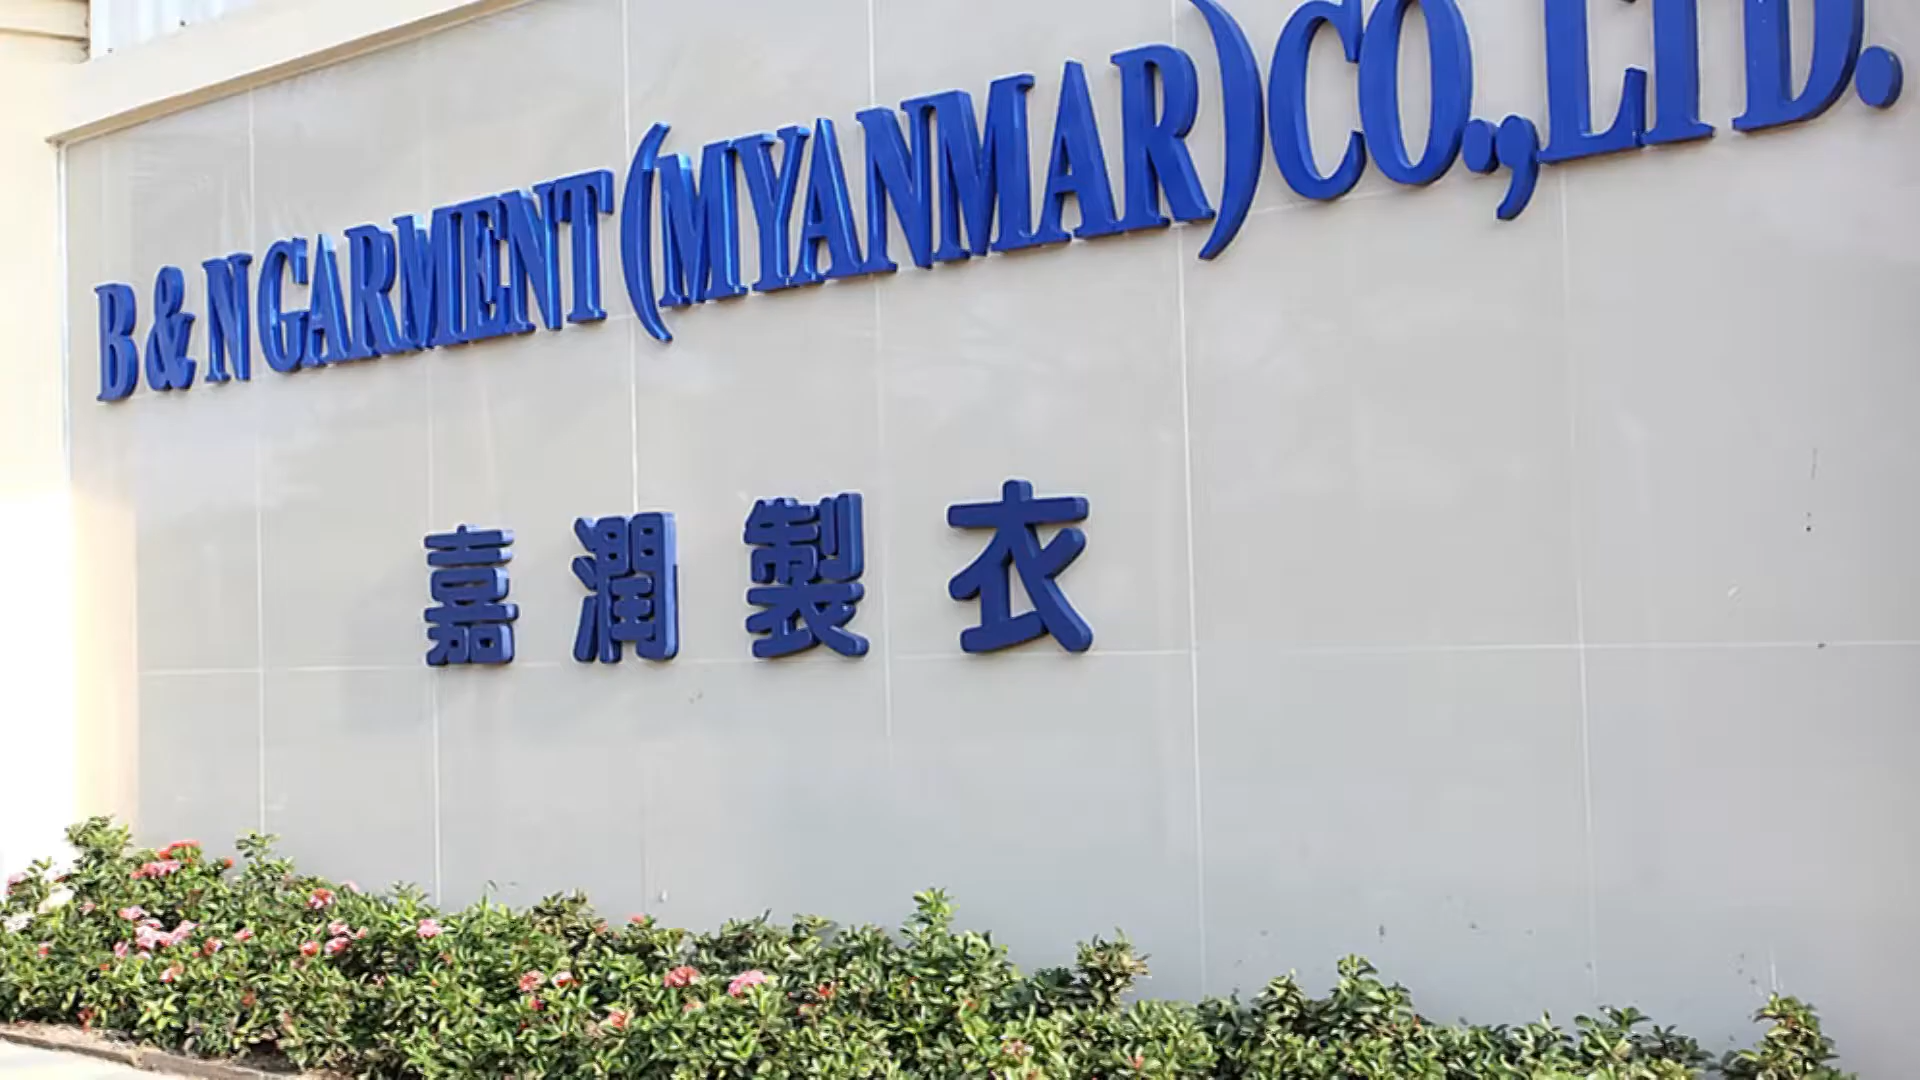 B & N GARMENT (MYANMAR) CO., LTD.
嘉潤製衣